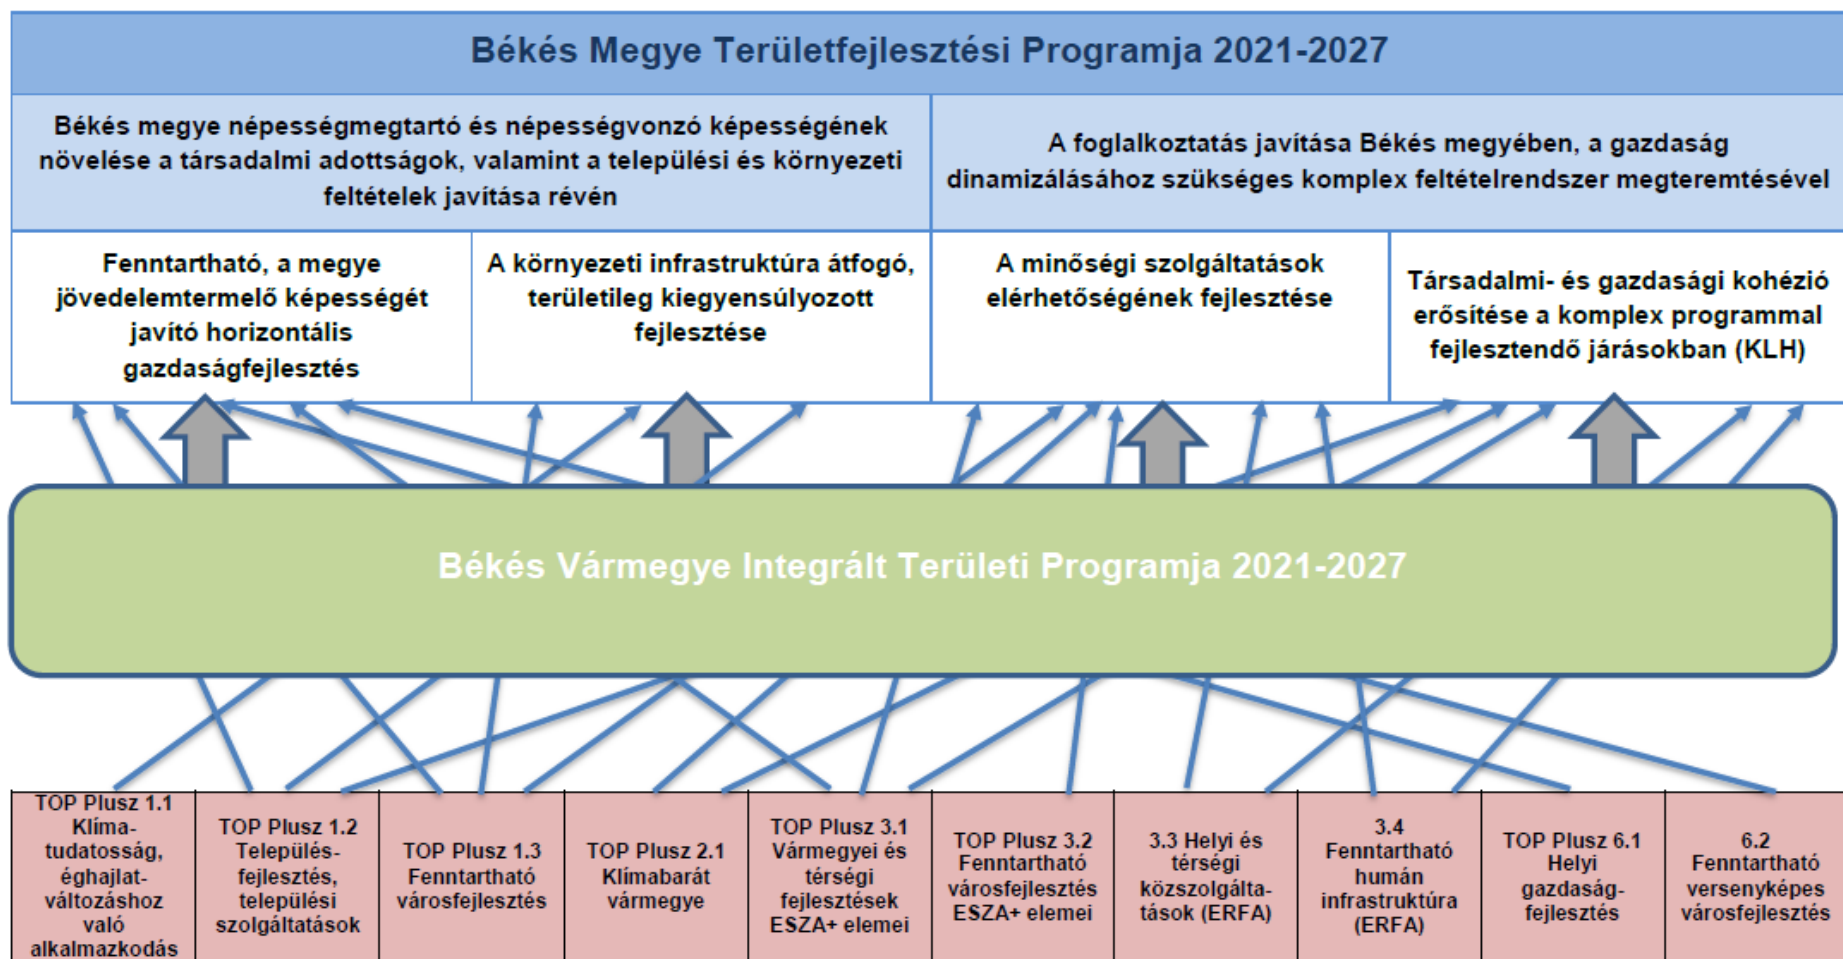 Békés Megye Területfejlesztési Programja 2021-2027
Békés megye népességmegtartó és népességvonzó képességének
növelése a társadalmi adottságok, valamint a települési és környezeti
feltételek javítása révén
A foglalkoztatás javítása Békés megyében, a gazdaság
dinamizálásához szükséges komplex feltételrendszer megteremtésével
Fenntartható, a megye
jövedelemtermelő képességét
javító horizontális
gazdaságfejlesztés
A környezeti infrastruktúra átfogó,
területileg kiegyensúlyozott
fejlesztése
A minőségi szolgáltatások
elérhetőségének fejlesztése
Társadalmi- és gazdasági kohézió
erősítése a komplex programmal
fejlesztendő járásokban (KLH)
Békés Vármegye Integrált Területi Programja 2021-2027
TOP Plusz 1.1
Klíma-
tudatosság,
éghajlat-
változáshoz
való
alkalmazkodás
TOP Plusz 1.2
Település-
fejlesztés,
települési
szolgáltatások
TOP Plusz 1.3
Fenntartható
városfejlesztés
TOP Plusz 2.1
Klímabarát
vármegye
TOP Plusz 3.1
Vármegyei és
térségi
fejlesztések
ESZA+ elemei
TOP Plusz 3.2
Fenntartható
városfejlesztés
ESZA+ elemei
3.3 Helyi és
térségi
közszolgálta-
tások (ERFA)
3.4
Fenntartható
humán
infrastruktúra
(ERFA)
TOP Plusz 6.1
Helyi
gazdaság-
fejlesztés
6.2
Fenntartható
versenyképes
városfejlesztés